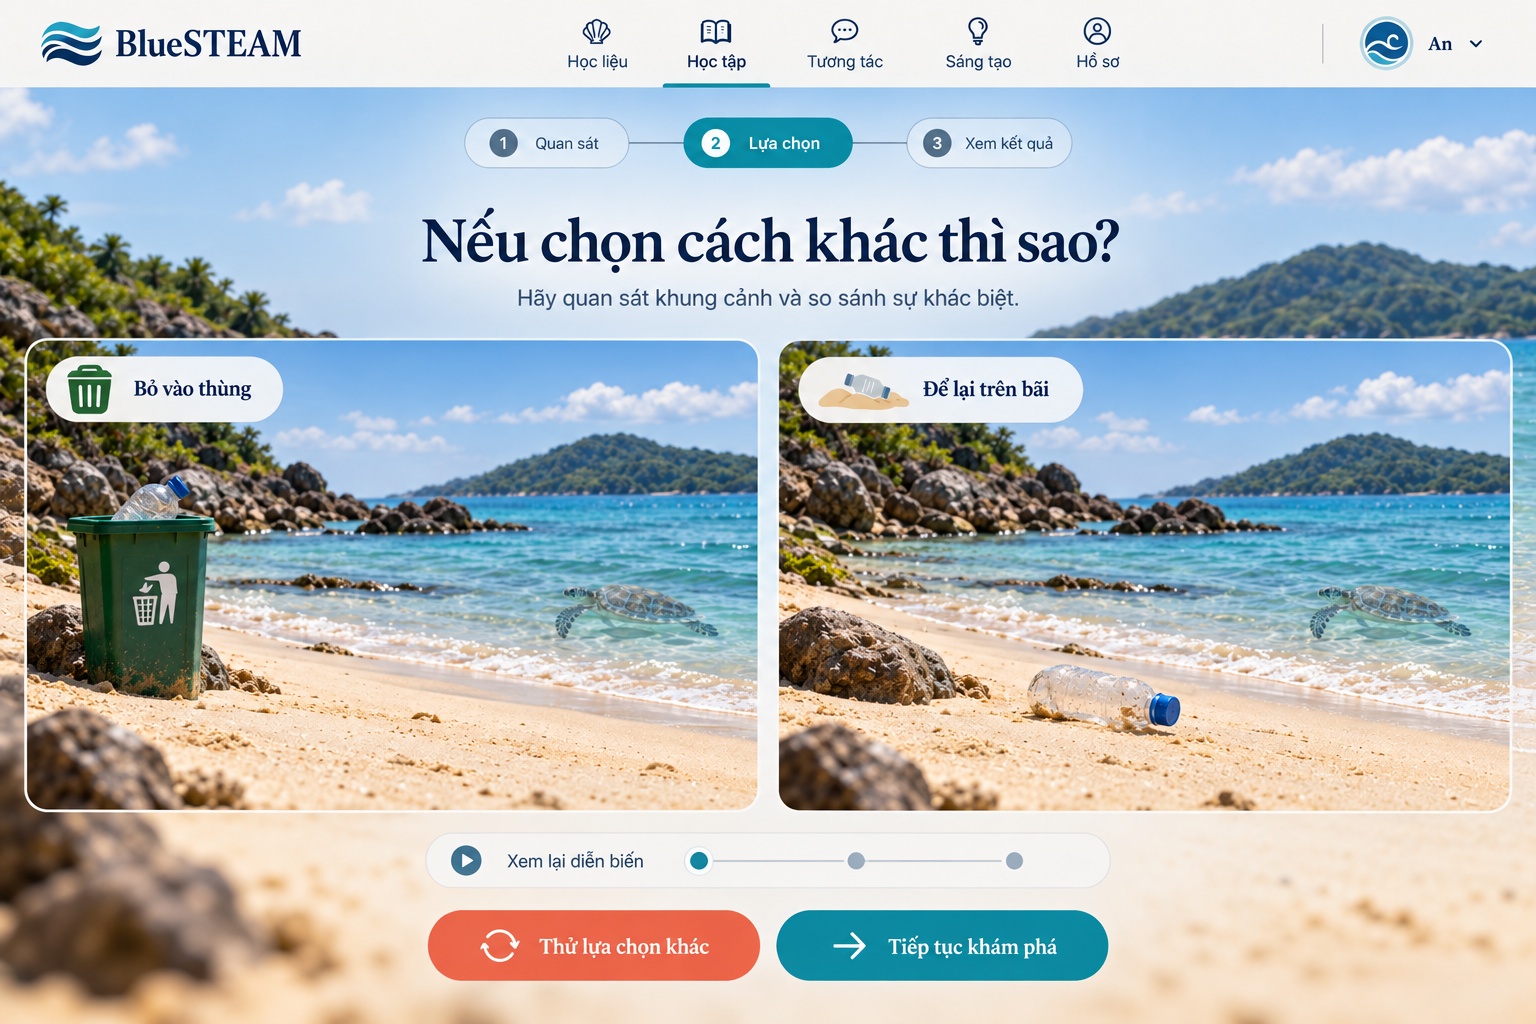 BlueSTEAM
Học liệu
Học tập
Tương tác
Sáng tạo
Hồ sơ
An
1 Quan sát
2 Lựa chọn
3 Xem kết quả
Nếu chọn cách khác thì sao?
Hãy quan sát khung cảnh và so sánh sự khác biệt.
Bỏ vào thùng
Để lại trên bãi
Xem lại diễn biến
Thử lựa chọn khác
Tiếp tục khám phá